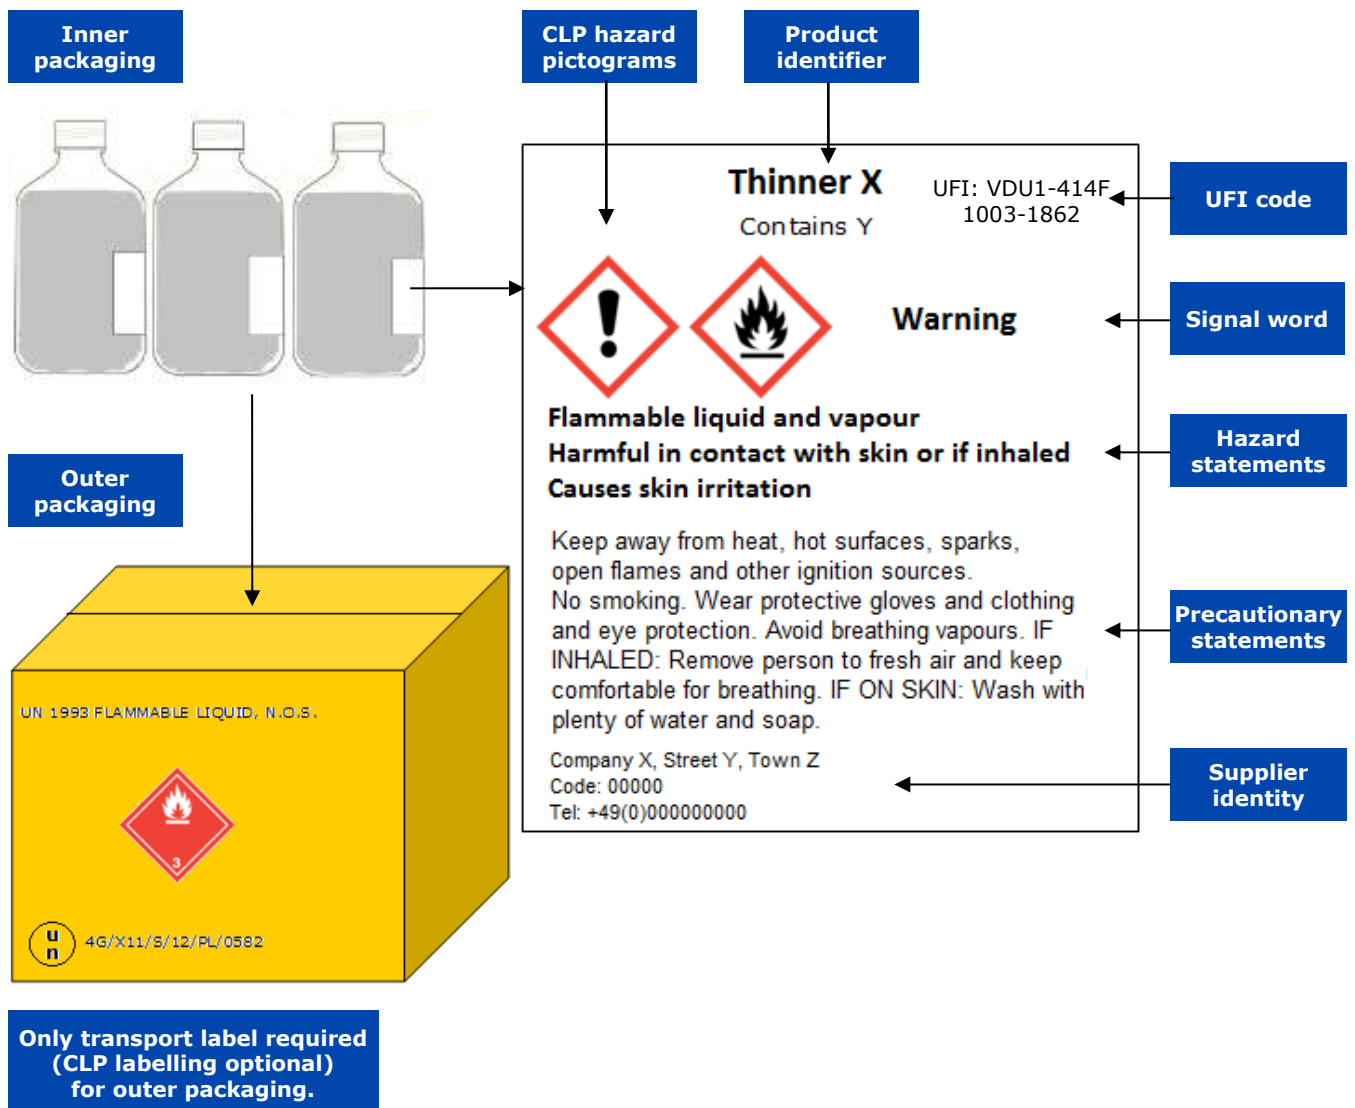 Inner
packaging
CLP hazard
pictograms
Product
identifier
Thinner X
Contains Y
UFI: VDU1-414F
1003-1862
UFI code
Warning
Signal word
Flammable liquid and vapour
Harmful in contact with skin or if inhaled
Causes skin irritation
Hazard
statements
Outer
packaging
Keep away from heat, hot surfaces, sparks,
open flames and other ignition sources.
No smoking. Wear protective gloves and clothing
and eye protection. Avoid breathing vapours. IF
INHALED: Remove person to fresh air and keep
comfortable for breathing. IF ON SKIN: Wash with
plenty of water and soap.
Precautionary
statements
Company X, Street Y, Town Z
Code: 00000
Tel: +49(0)000000000
Supplier
identity
UN 1993 FLAMMABLE LIQUID, N.O.S.
3
u
n
4G/X11/S/12/PL/0582
Only transport label required
(CLP labelling optional)
for outer packaging.